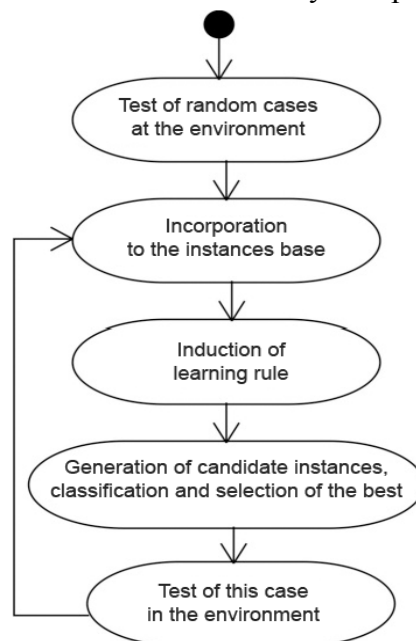 Test of random cases
at the environment
Incorporation
to the instances base
Induction of
learning rule
Generation of candidate instances,
classification and selection of the best
Test of this case
in the environment